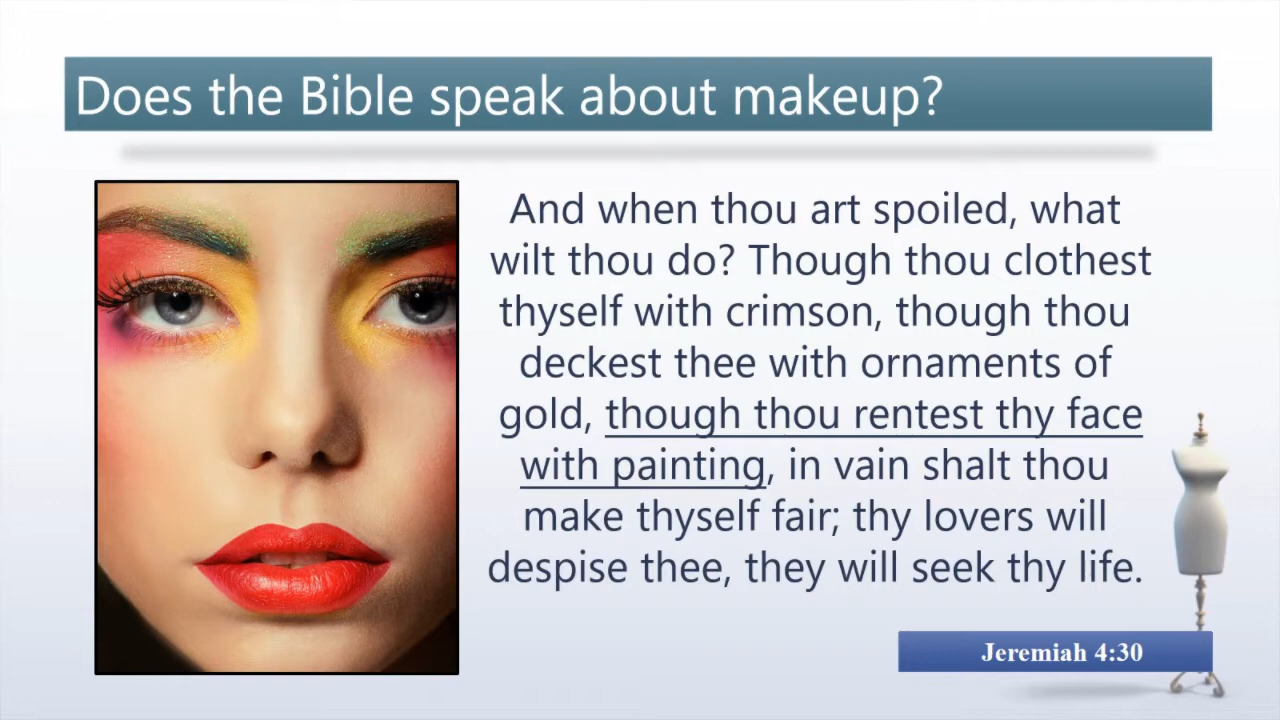 Does the Bible speak about makeup?
And when thou art spoiled, what
wilt thou do? Though thou clothest
thyself with crimson, though thou
deckest thee with ornaments of
gold, though thou rentest thy face
with painting, in vain shalt thou
make thyself fair; thy lovers will
despise thee, they will seek thy life.
Jeremiah 4:30